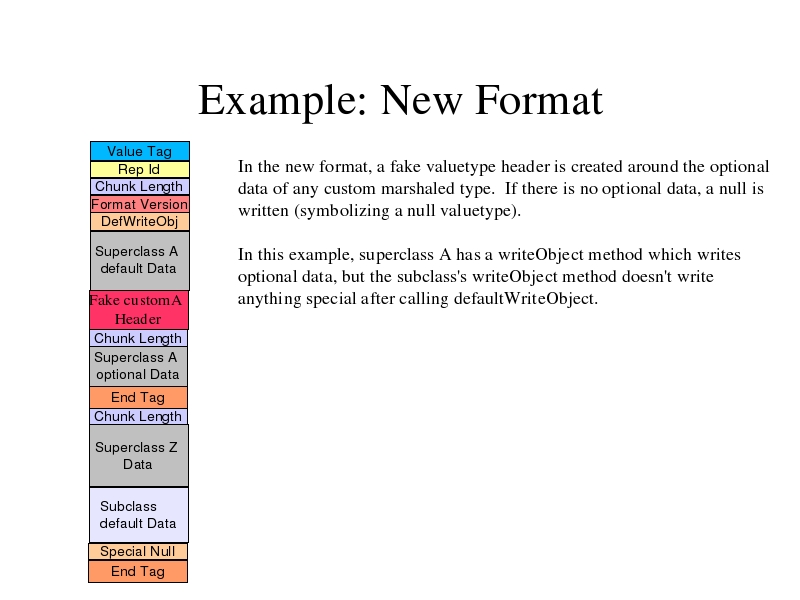 Example: New Format
Value Tag
Rep Id
Chunk Length
Format Version
DefWriteObj
Superclass A
default Data
Fake customA
Header
Chunk Length
Superclass A
optional Data
End Tag
Chunk Length
Superclass Z
Data
Subclass
default Data
Special Null
End Tag
In the new format, a fake valuetype header is created around the optional
data of any custom marshaled type.  If there is no optional data, a null is
written (symbolizing a null valuetype).
In this example, superclass A has a writeObject method which writes
optional data, but the subclass's writeObject method doesn't write
anything special after calling defaultWriteObject.